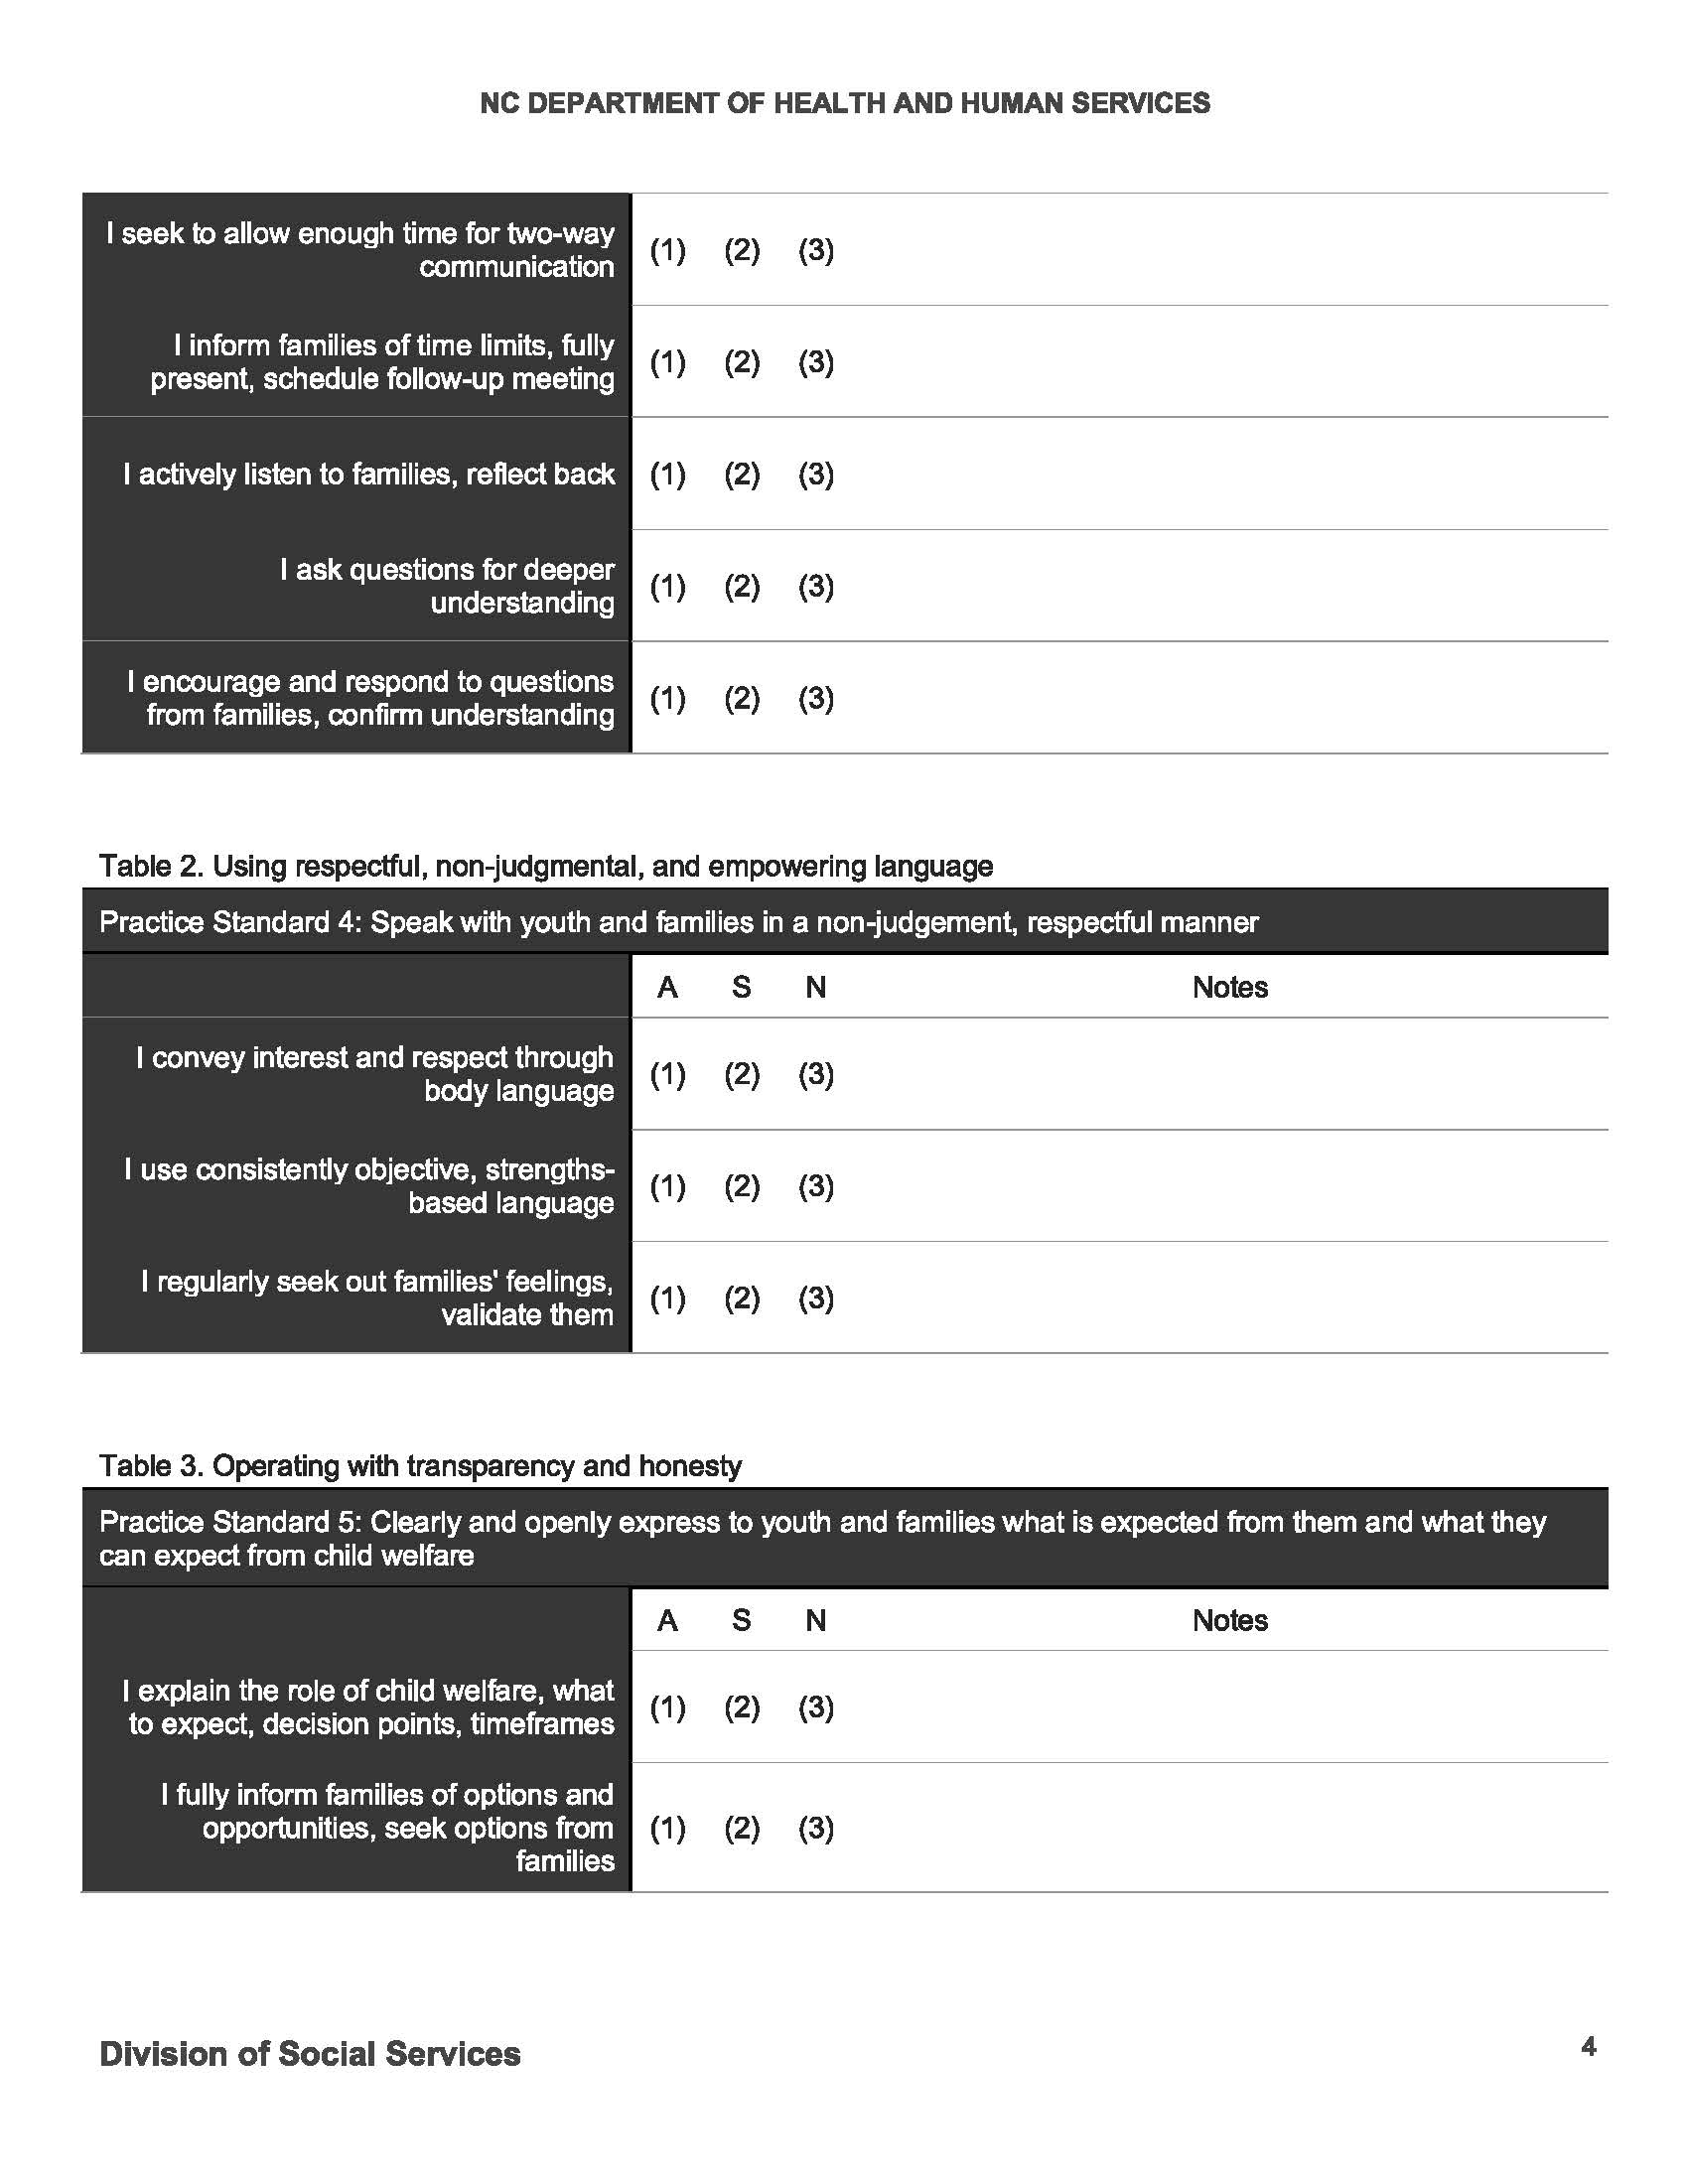 NC DEPARTMENT OF HEALTH AND HUMAN SERVICES
I seek to allow enough time for two-way
communication
(1) (2) (3)
I inform families of time limits, fully
present, schedule follow-up meeting
(1) (2) (3)
I actively listen to families, reflect back
(1) (2) (3)
I ask questions for deeper
understanding
(1) (2) (3)
I encourage and respond to questions
from families, confirm understanding
(1) (2) (3)
Table 2. Using respectful, non-judgmental, and empowering language
Practice Standard 4: Speak with youth and families in a non-judgement, respectful manner
A S N Notes
I convey interest and respect through
body language
(1) (2) (3)
I use consistently objective, strengths-
based language
(1) (2) (3)
I regularly seek out families' feelings,
validate them
(1) (2) (3)
Table 3. Operating with transparency and honesty
Practice Standard 5: Clearly and openly express to youth and families what is expected from them and what they
can expect from child welfare
A S N Notes
I explain the role of child welfare, what
to expect, decision points, timeframes
(1) (2) (3)
I fully inform families of options and
opportunities, seek options from
families
(1) (2) (3)
Division of Social Services
4